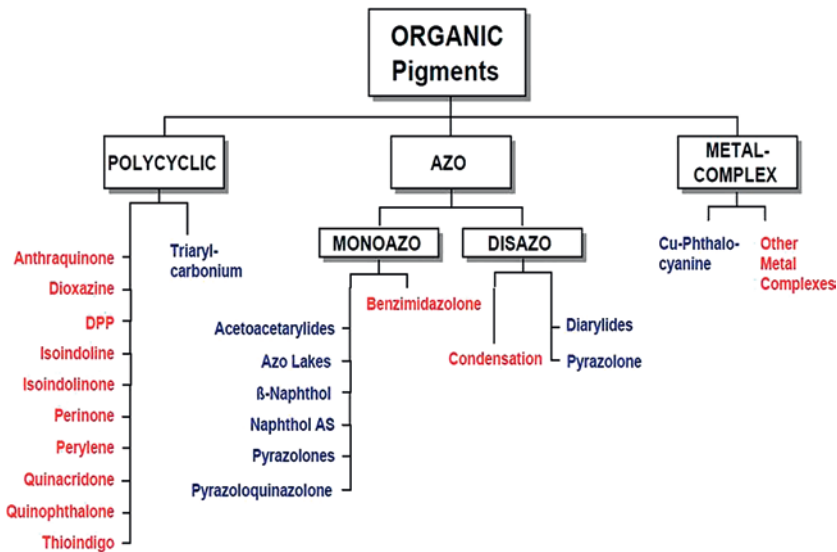 ORGANIC
Pigments
POLYCYCLIC
AZO
METAL-
COMPLEX
Anthraquinone
Dioxazine
DPP
Isoindoline
Isoindolinone
Perinone
Perylene
Quinacridone
Quinophthalone
Thioindigo
Triaryl-
carbonium
MONOAZO
DISAZO
Acetoacetarylides
Azo Lakes
ß-Naphthol
Naphthol AS
Pyrazolones
Pyrazoloquinazolone
Benzimidazolone
Condensation
Diarylides
Pyrazolone
Cu-Phthalo-
cyanine
Other
Metal
Complexes